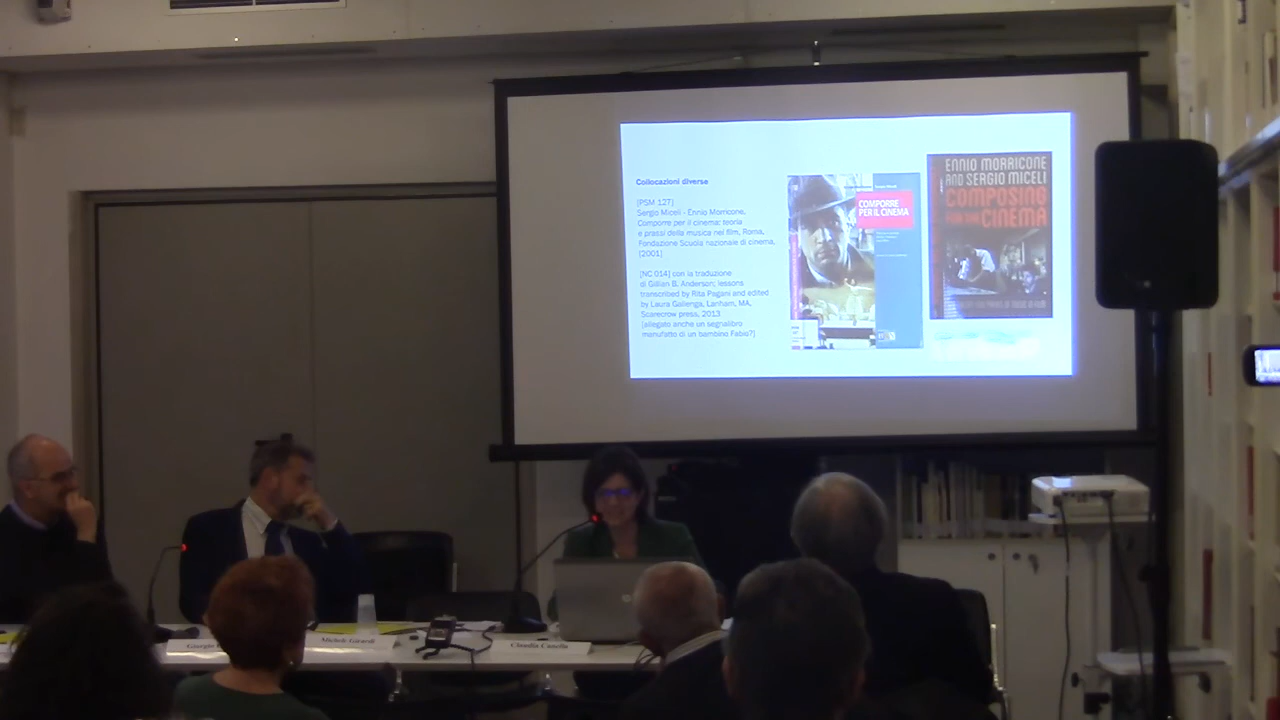 Collocazioni diverse
[PSM 127]
Sergio Miceli - Ennio Morricone,
Comporre per il cinema: teoria
e prassi della musica nel film, Roma,
Fondazione Scuola nazionale di cinema,
[2001]
[NC 014] con la traduzione
di Gillian B. Anderson; lessons
transcribed by Rita Pagani and edited
by Laura Gallenga, Lanham, MA,
Scarecrow press, 2013
[allegato anche un segnalibro
manufatto di un bambino Fabio?]
COMPORRE
PER IL CINEMA
ENNIO MORRICONE
AND SERGIO MICELI
COMPOSING
FOR THE CINEMA
Giorgio
Michele Girardi
Claudia Canella